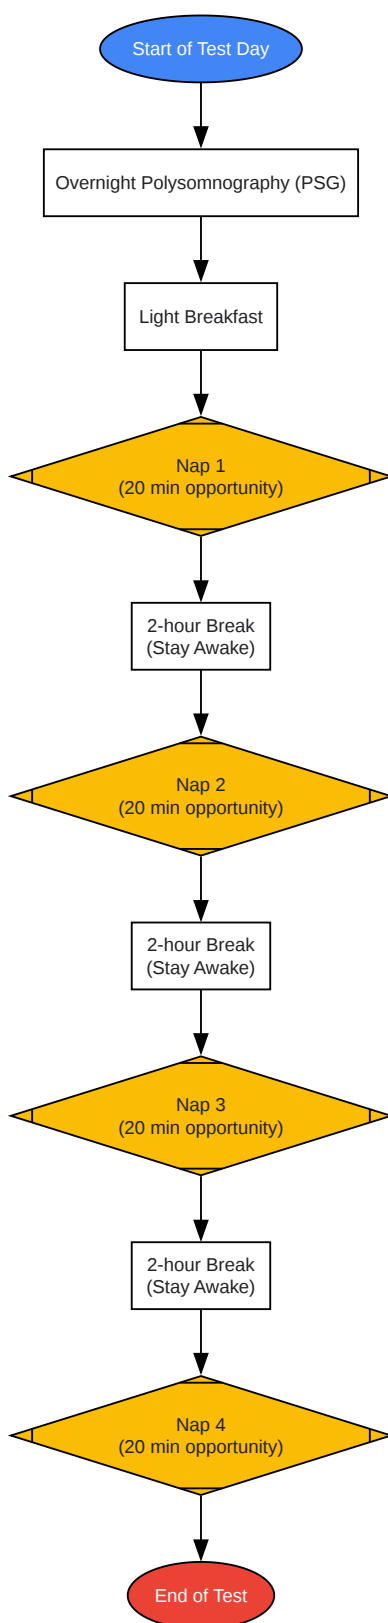 Start of Test Day
Overnight Polysomnography (PSG)
Light Breakfast
Nap 1
(20 min opportunity)
2-hour Break
(Stay Awake)
Nap 2
(20 min opportunity)
2-hour Break
(Stay Awake)
Nap 3
(20 min opportunity)
2-hour Break
(Stay Awake)
Nap 4
(20 min opportunity)
End of Test